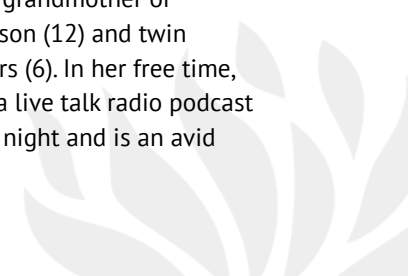 grandmother of
son (12) and twin
rs (6). In her free time,
a live talk radio podcast
night and is an avid